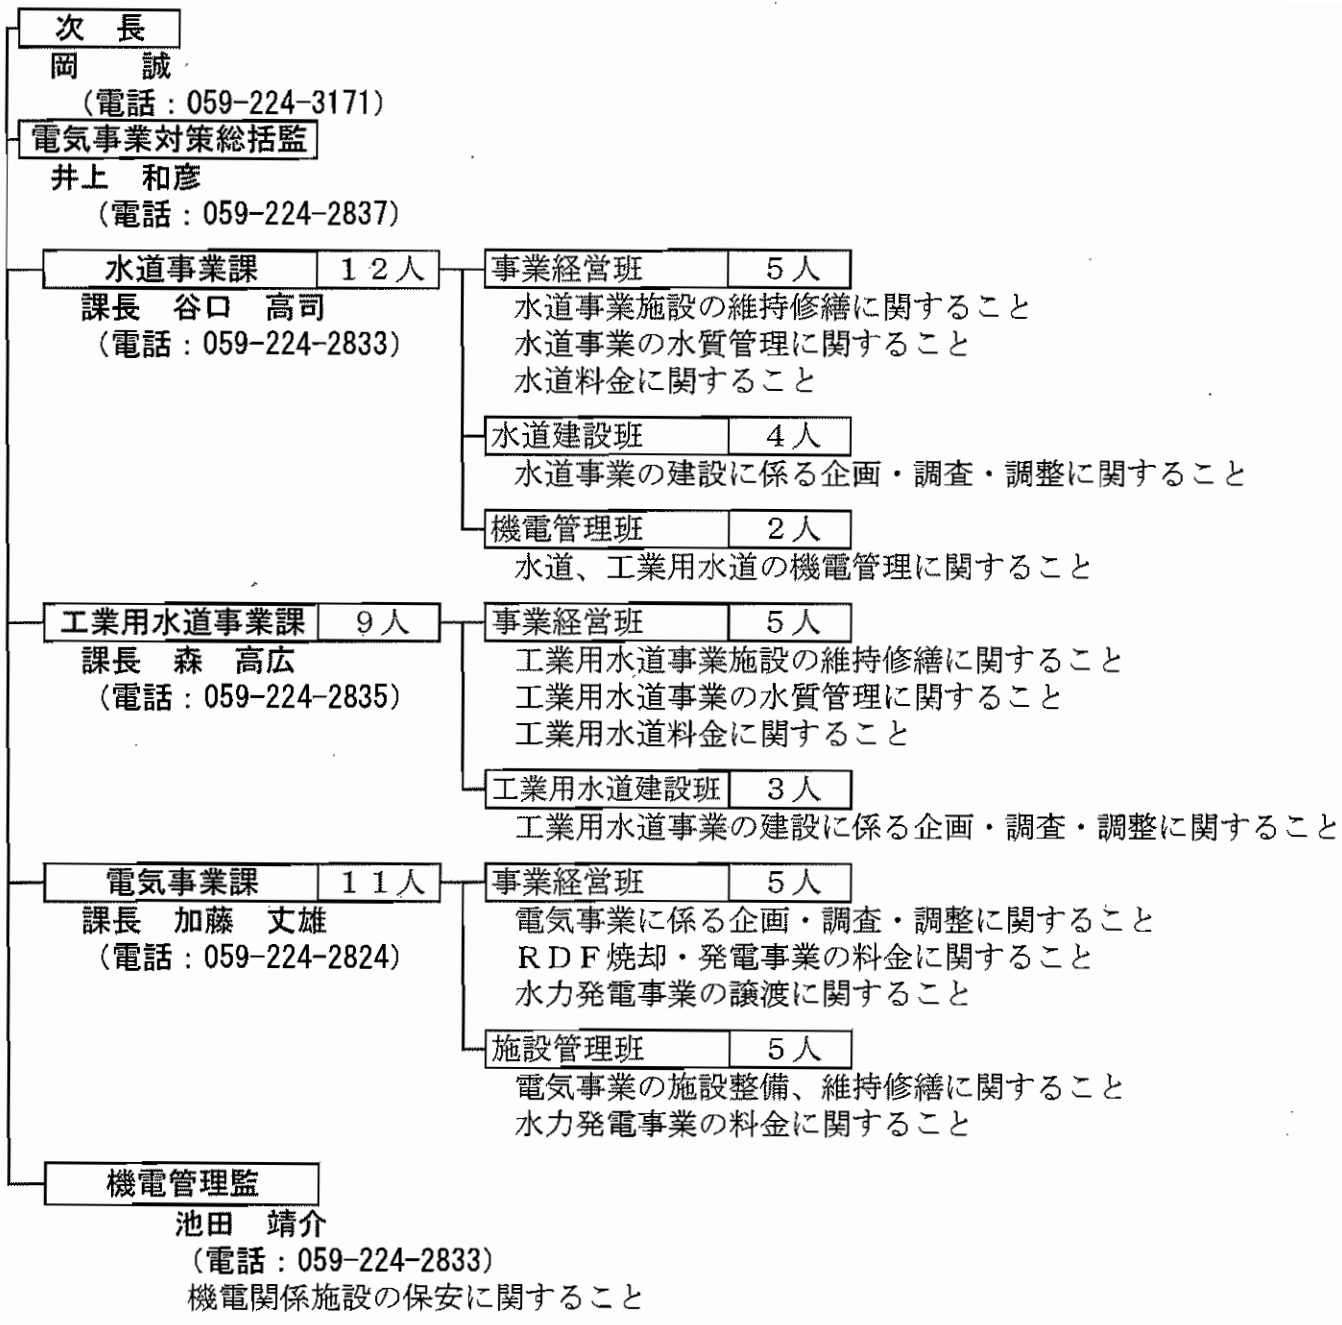 次　長
岡　　誠
（電話：059-224-3171）
電気事業対策総括監
井上　和彦
（電話：059-224-2837）
水道事業課　１２人　事業経営班　５人
課長　谷口　高司　水道事業施設の維持修繕に関すること
（電話：059-224-2833）　水道事業の水質管理に関すること
水道料金に関すること
水道建設班　４人
水道事業の建設に係る企画・調査・調整に関すること
機電管理班　２人
水道、工業用水道の機電管理に関すること
工業用水道事業課　９人　事業経営班　５人
課長　森　高広　工業用水道事業施設の維持修繕に関すること
（電話：059-224-2835）　工業用水道事業の水質管理に関すること
工業用水道料金に関すること
工業用水道建設班　３人
工業用水道事業の建設に係る企画・調査・調整に関すること
電気事業課　１１人　事業経営班　５人
課長　加藤　丈雄　電気事業に係る企画・調査・調整に関すること
（電話：059-224-2824）　ＲＤＦ焼却・発電事業の料金に関すること
水力発電事業の譲渡に関すること
施設管理班　５人
電気事業の施設整備、維持修繕に関すること
水力発電事業の料金に関すること
機電管理監
池田　靖介
（電話：059-224-2833）
機電関係施設の保安に関すること